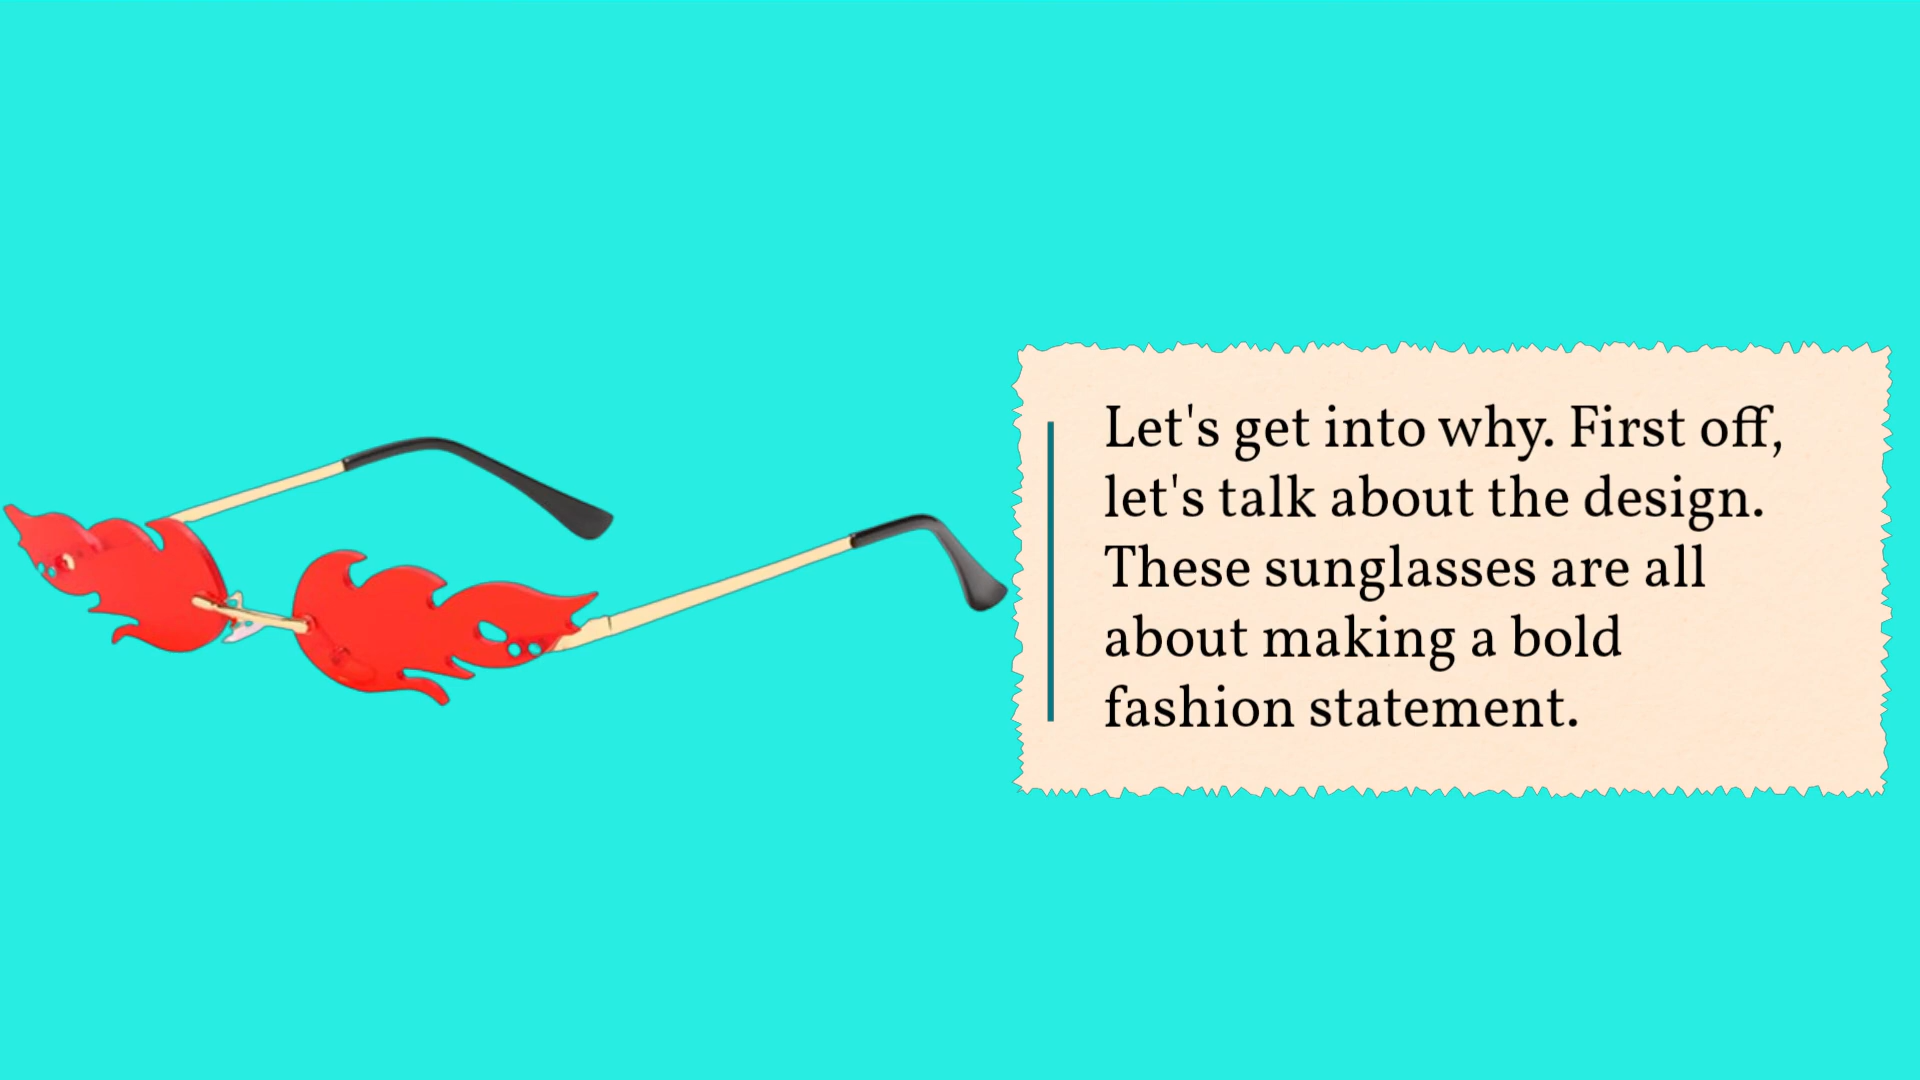 Let's get into why. First off,
let's talk about the design.
These sunglasses are all
about making a bold
fashion statement.